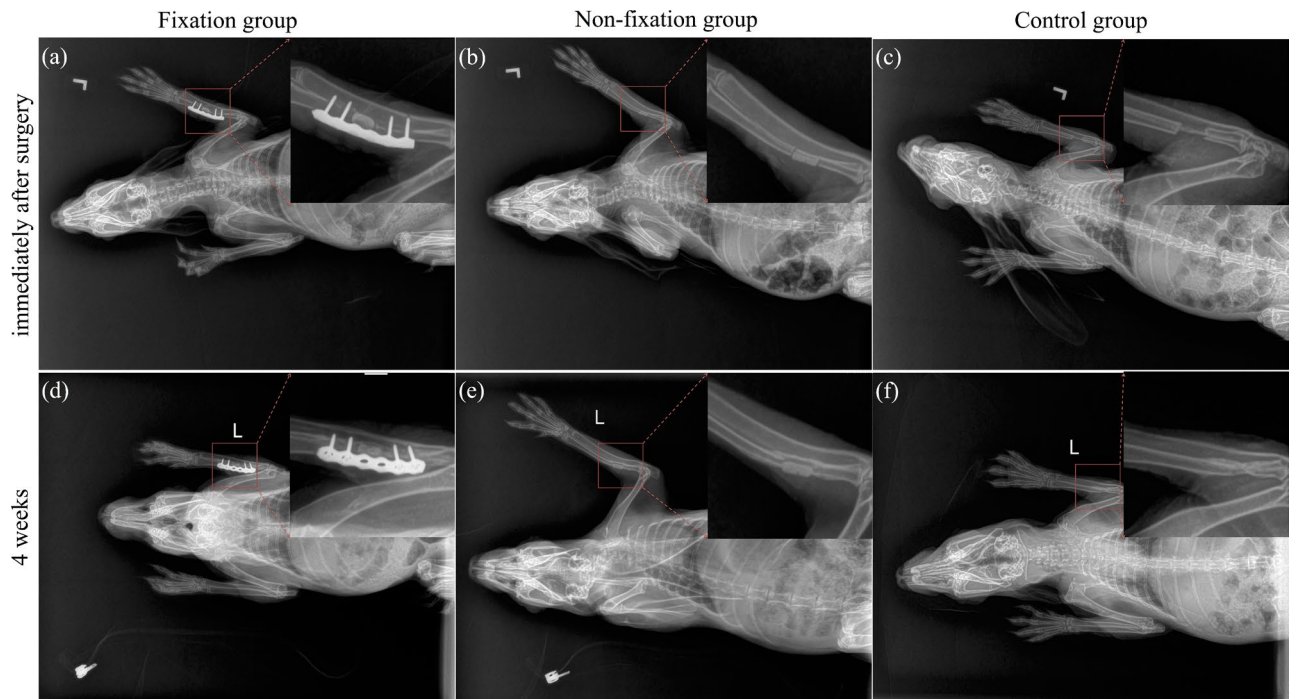 Fixation group
Non-fixation group
Control group
immediately after surgery
(a)
(b)
(c)
4 weeks
(d)
L
(e)
L
(f)
L